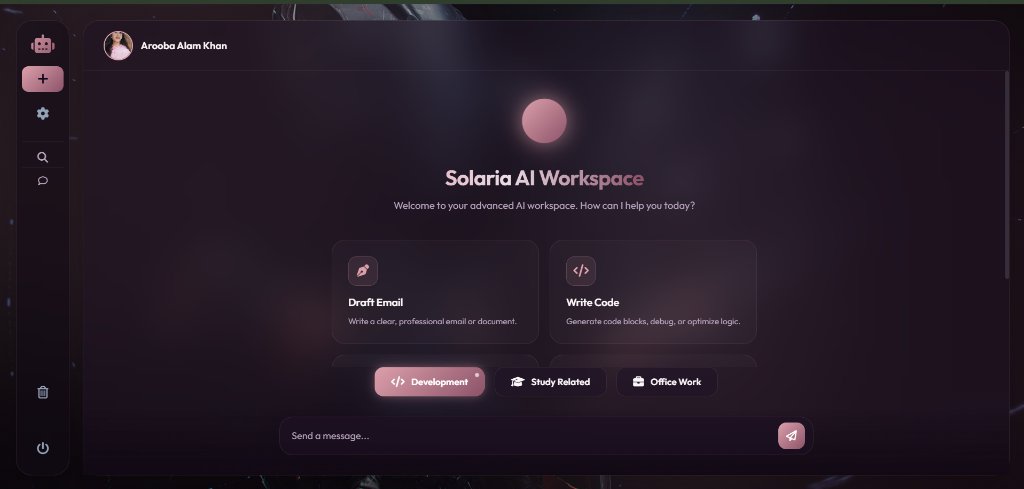 Arooba Alam Khan
Solaria AI Workspace
Welcome to your advanced AI workspace. How can I help you today?
Draft Email
Write a clear, professional email or document.
Write Code
Generate code blocks, debug, or optimize logic.
Development
Study Related
Office Work
Send a message...